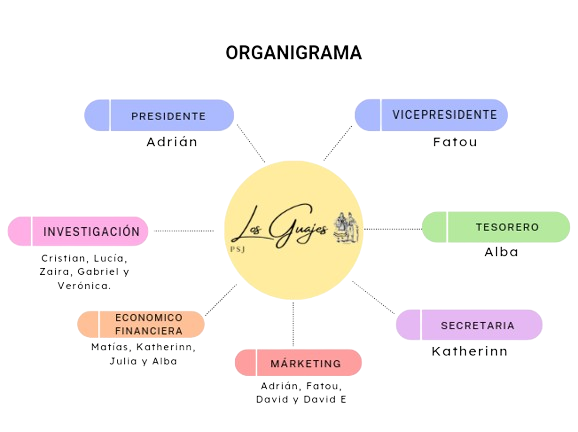 ORGANIGRAMA
PRESIDENTE
Adrián
VICEPRESIDENTE
Fatou
INVESTIGACIÓN
Cristian, Lucía,
Zaira, Gabriel y
Verónica.
Los Guajes
PSJ
TESORERO
Alba
ECONOMICO
FINANCIERA
Matías, Katherinn,
Julia y Alba
MÁRKETING
Adrián, Fatou,
David y David E
SECRETARIA
Katherinn